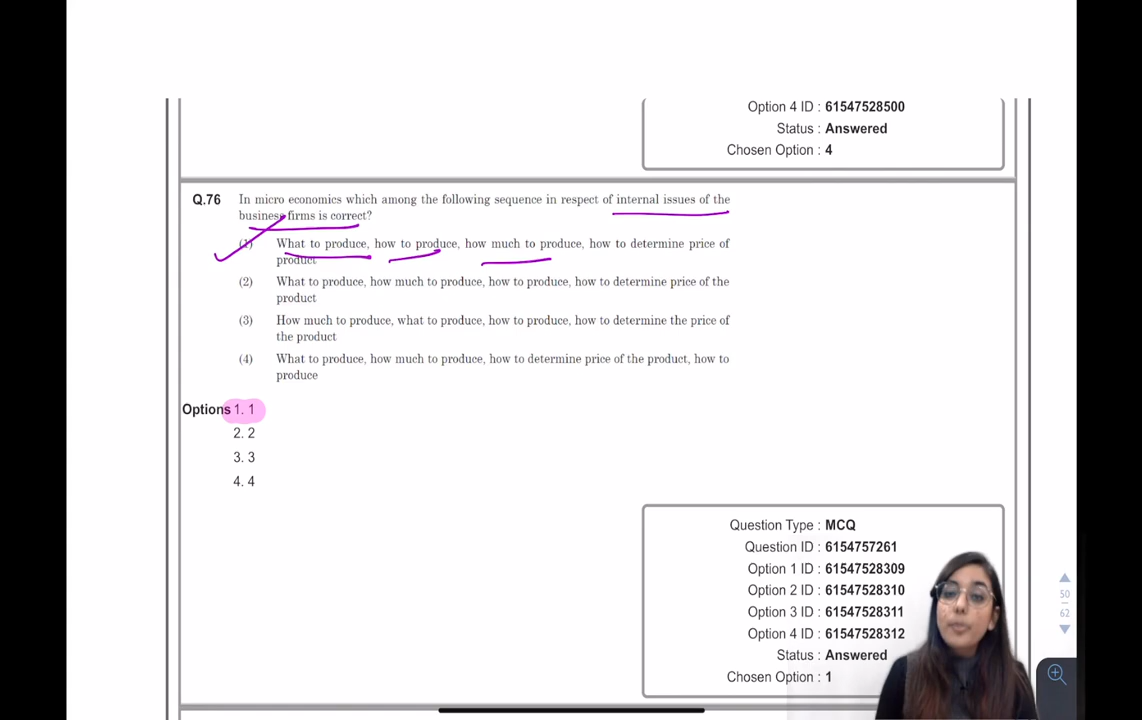 Option 4 ID : 61547528500
Status : Answered
Chosen Option : 4
Q.76 In micro economics which among the following sequence in respect of internal issues of the
business firms is correct?
(1) What to produce, how to produce, how much to produce, how to determine price of
product
(2) What to produce, how much to produce, how to produce, how to determine price of the
product
(3) How much to produce, what to produce, how to produce, how to determine the price of
the product
(4) What to produce, how much to produce, how to determine price of the product, how to
produce
Options 1. 1
2. 2
3. 3
4. 4
Question Type : MCQ
Question ID : 6154757261
Option 1 ID : 61547528309
Option 2 ID : 61547528310
Option 3 ID : 61547528311
Option 4 ID : 61547528312
Status : Answered
Chosen Option : 1
50
62